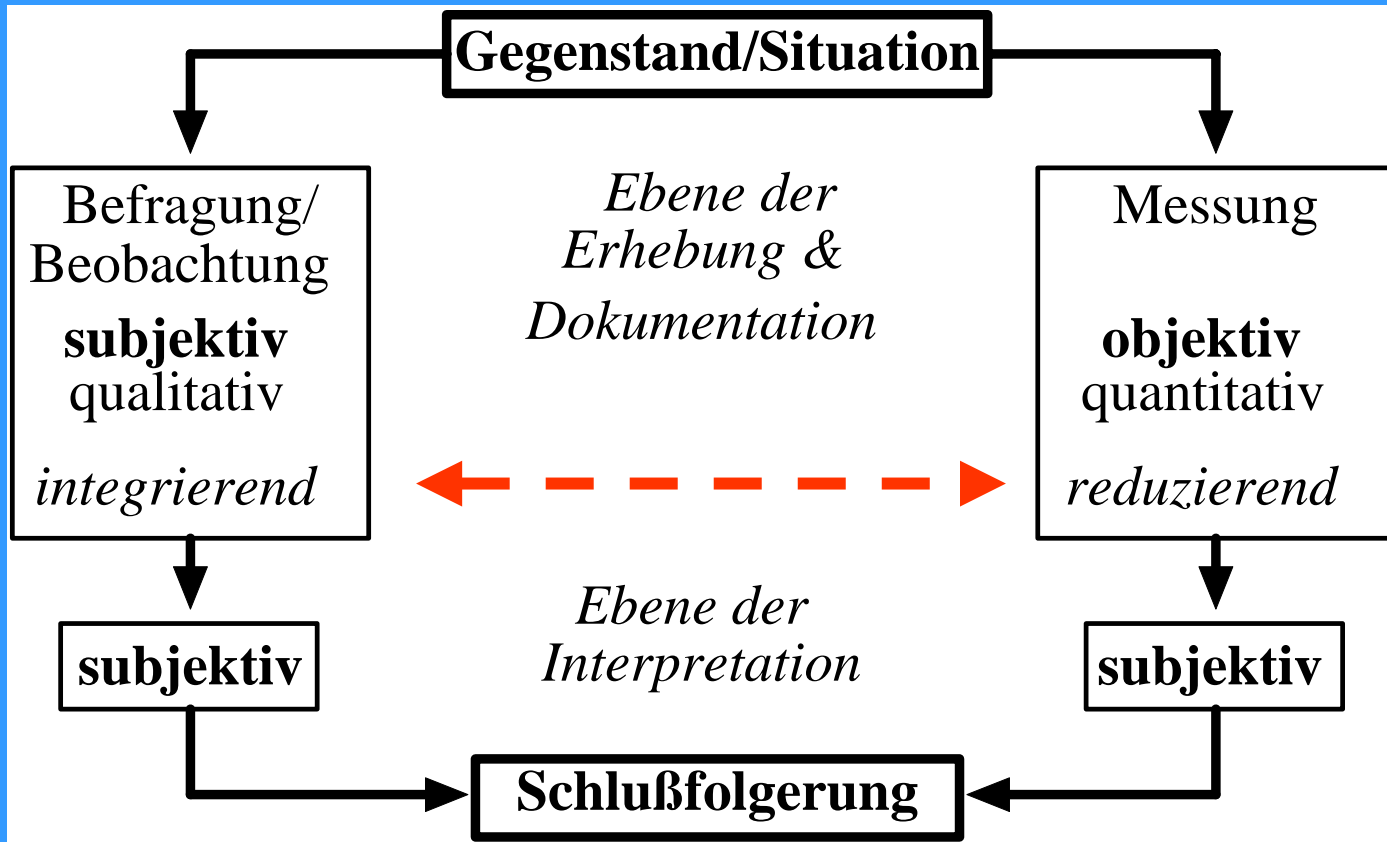 Gegenstand/Situation
Befragung/
Beobachtung
subjektiv
qualitativ
integrierend
Ebene der
Erhebung &
Dokumentation
Messung
objektiv
quantitativ
reduzierend
subjektiv
Ebene der
Interpretation
subjektiv
Schlußfolgerung